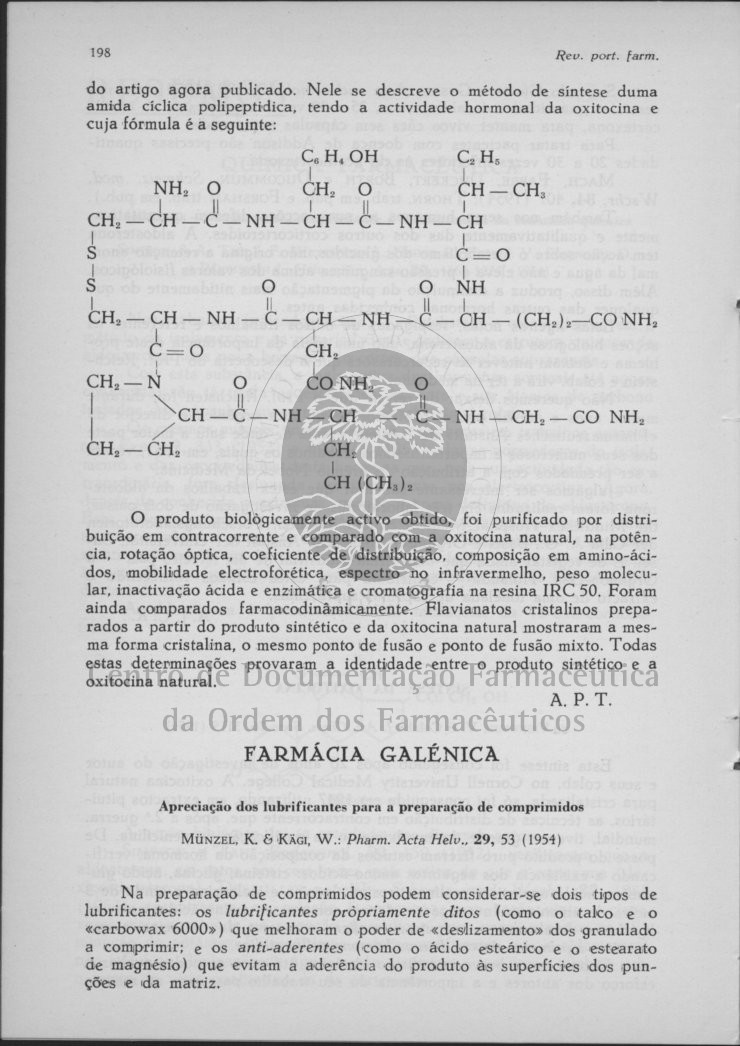 198
Rev. port. farm.
do artigo agora publicado. Nele se descreve o método de síntese duma
amida cíclica polipeptidica, tendo a actividade hormonal da oxitocina e
cuja fórmula é a seguinte:
C₆ H₄ OH C₂ H₅
NH₂ O CH₂ O CH — CH₃
CH₂ — CH — C — NH — CH — C — NH — CH
S C = O
S O O NH
CH₂ — CH — NH — C — CH — NH — C — CH — (CH₂)₂—CO NH₂
C = O CH₂
CH₂ — N O CO NH₂ O
CH — C — NH — CH C — NH — CH₂ — CO NH₂
CH₂ — CH₂ CH₂
CH (CH₃)₂
O produto biològicamente activo obtido, foi purificado por distri-
buição em contracorrente e comparado com a oxitocina natural, na potên-
cia, rotação óptica, coeficiente de distribuição, composição em amino-áci-
dos, mobilidade electroforética, espectro no infravermelho, peso molecu-
lar, inactivação ácida e enzimática e cromatografia na resina IRC 50. Foram
ainda comparados farmacodinâmicamente. Flavianatos cristalinos prepa-
rados a partir do produto sintético e da oxitocina natural mostraram a mes-
ma forma cristalina, o mesmo ponto de fusão e ponto de fusão mixto. Todas
estas determinações provaram a identidade entre o produto sintético e a
oxitocina natural.
Centro de Documentação Farmacêutica
A. P. T.
da Ordem dos Farmacêuticos
FARMÁCIA GALÉNICA
Apreciação dos lubrificantes para a preparação de comprimidos
MÜNZEL, K. & KÄGI, W.: Pharm. Acta Helv., 29, 53 (1954)
Na preparação de comprimidos podem considerar-se dois tipos de
lubrificantes: os lubrificantes pròpriamente ditos (como o talco e o
«carbowax 6000») que melhoram o poder de «deslizamento» dos granulado
a comprimir; e os anti-aderentes (como o ácido esteárico e o estearato
de magnésio) que evitam a aderência do produto às superfícies dos pun-
ções e da matriz.